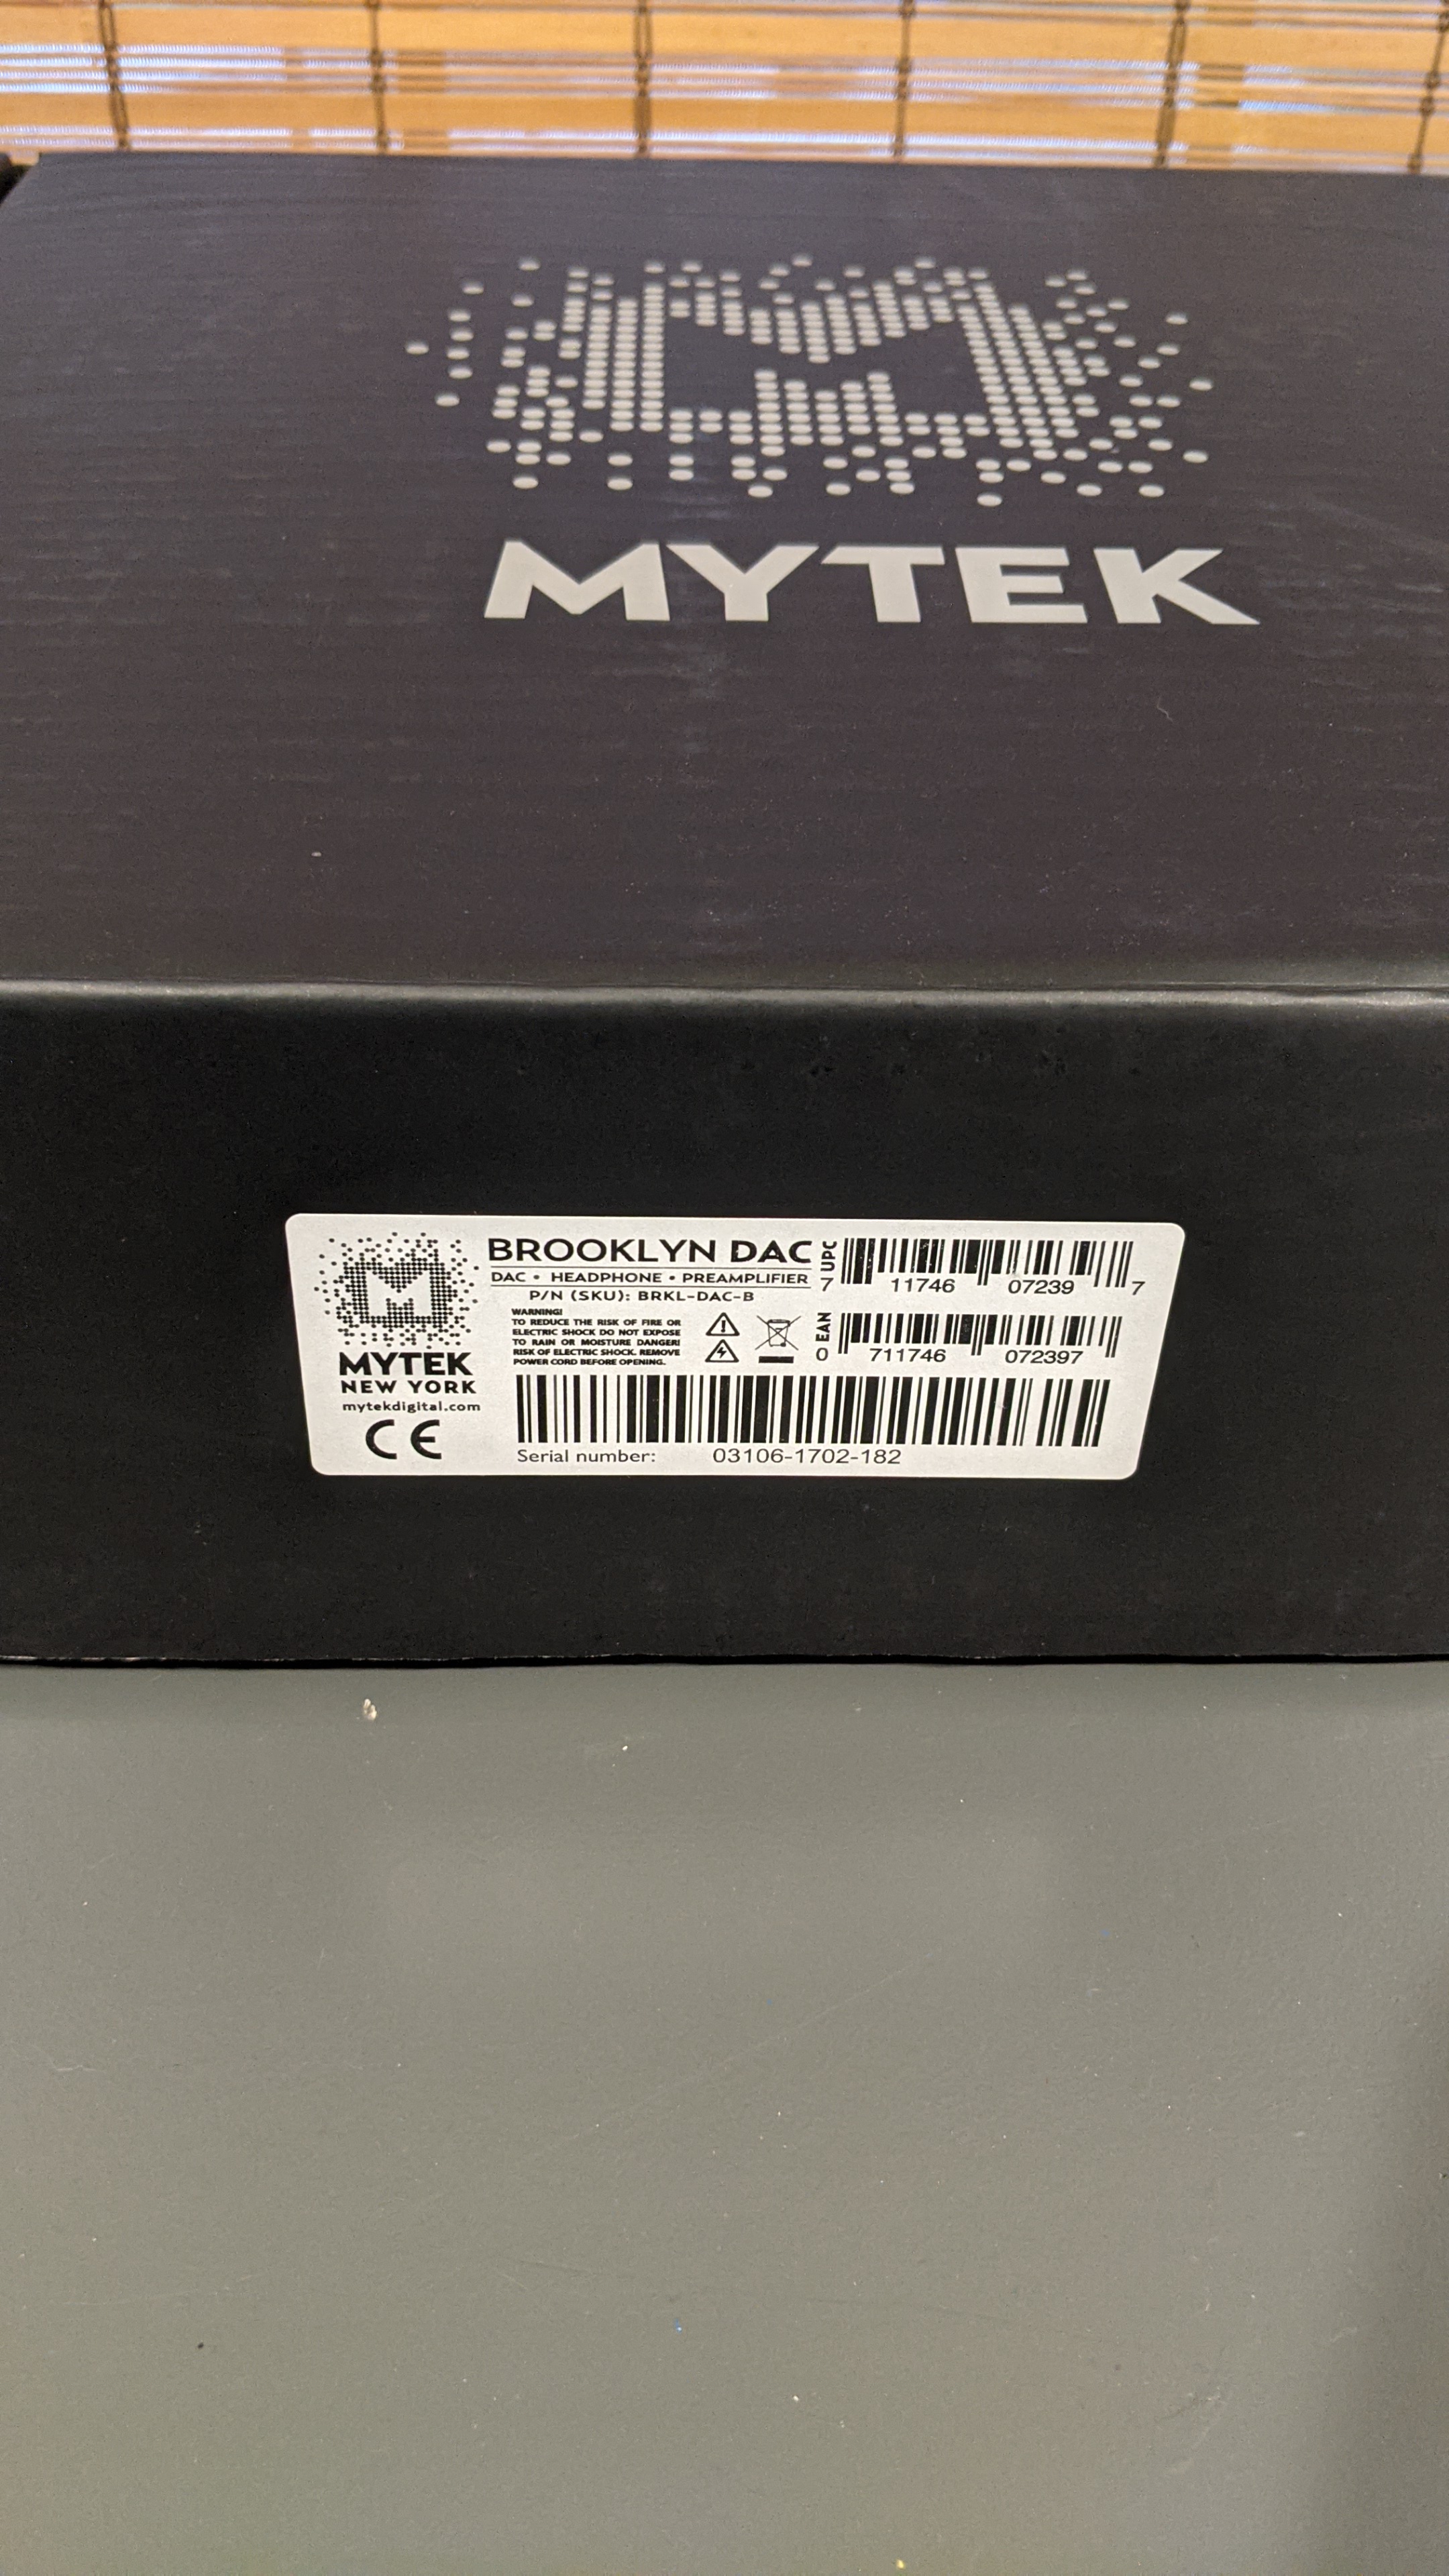 MYTEK
BROOKLYN DAC
DAC • HEADPHONE • PREAMPLIFIER
P/N (SKU): BRKL-DAC-B
WARNING!
TO REDUCE THE RISK OF FIRE OR
ELECTRIC SHOCK DO NOT EXPOSE
TO RAIN OR MOISTURE DANGER!
RISK OF ELECTRIC SHOCK. REMOVE
POWER CORD BEFORE OPENING.
UPC
7 11746 07239 7
EAN
0 711746 072397
MYTEK
NEW YORK
mytekdigital.com
CE
Serial number: 03106-1702-182